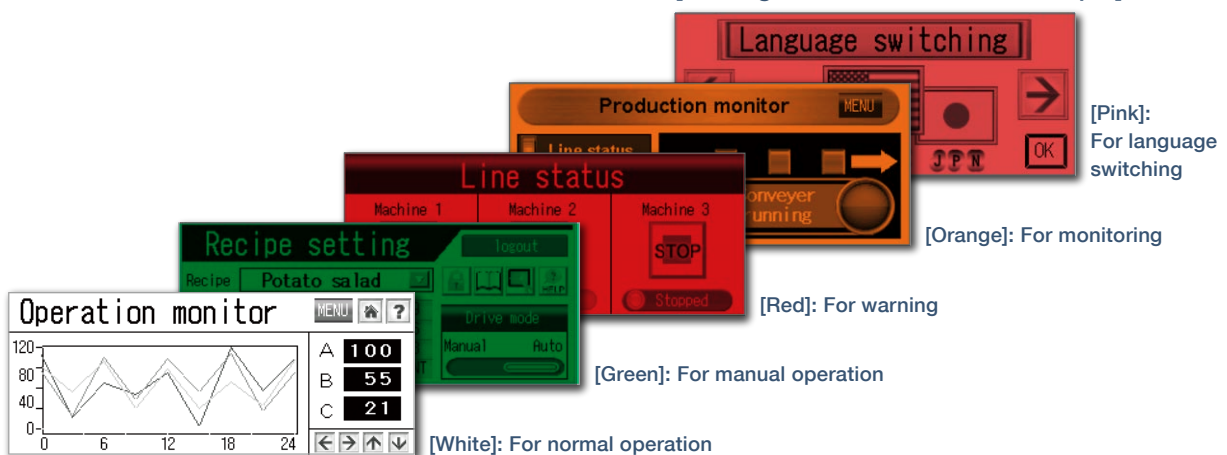 Language switching
JPN
OK
[Pink]:
For language
switching
Production monitor
MENU
Line status
running
[Orange]: For monitoring
Line status
Machine 1
Machine 2
Machine 3
STOP
Stopped
[Red]: For warning
Recipe setting
logout
Recipe
Potato salad
HELP
Drive mode
Manual
Auto
[Green]: For manual operation
Operation monitor
MENU
?
120
80
40
0
0 6 12 18 24
A 100
B 55
C 21
[White]: For normal operation